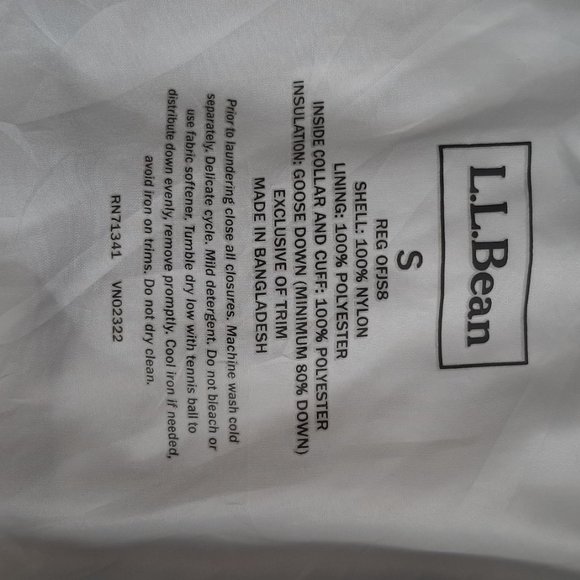 L.L.Bean
S
REG 0FJS8
SHELL: 100% NYLON
LINING: 100% POLYESTER
INSIDE COLLAR AND CUFF: 100% POLYESTER
INSULATION: GOOSE DOWN (MINIMUM 80% DOWN)
EXCLUSIVE OF TRIM
MADE IN BANGLADESH
Prior to laundering close all closures. Machine wash cold
separately. Delicate cycle. Mild detergent. Do not bleach or
use fabric softener. Tumble dry low with tennis ball to
distribute down evenly, remove promptly. Cool iron if needed,
avoid iron on trims. Do not dry clean.
RN71341 VN02322